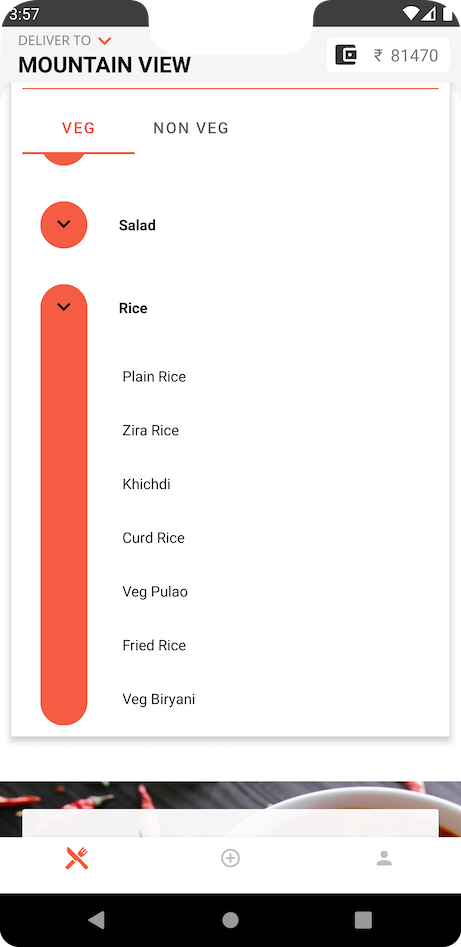 3:57
DELIVER TO
MOUNTAIN VIEW
₹ 81470
VEG
NON VEG
Salad
Rice
Plain Rice
Zira Rice
Khichdi
Curd Rice
Veg Pulao
Fried Rice
Veg Biryani